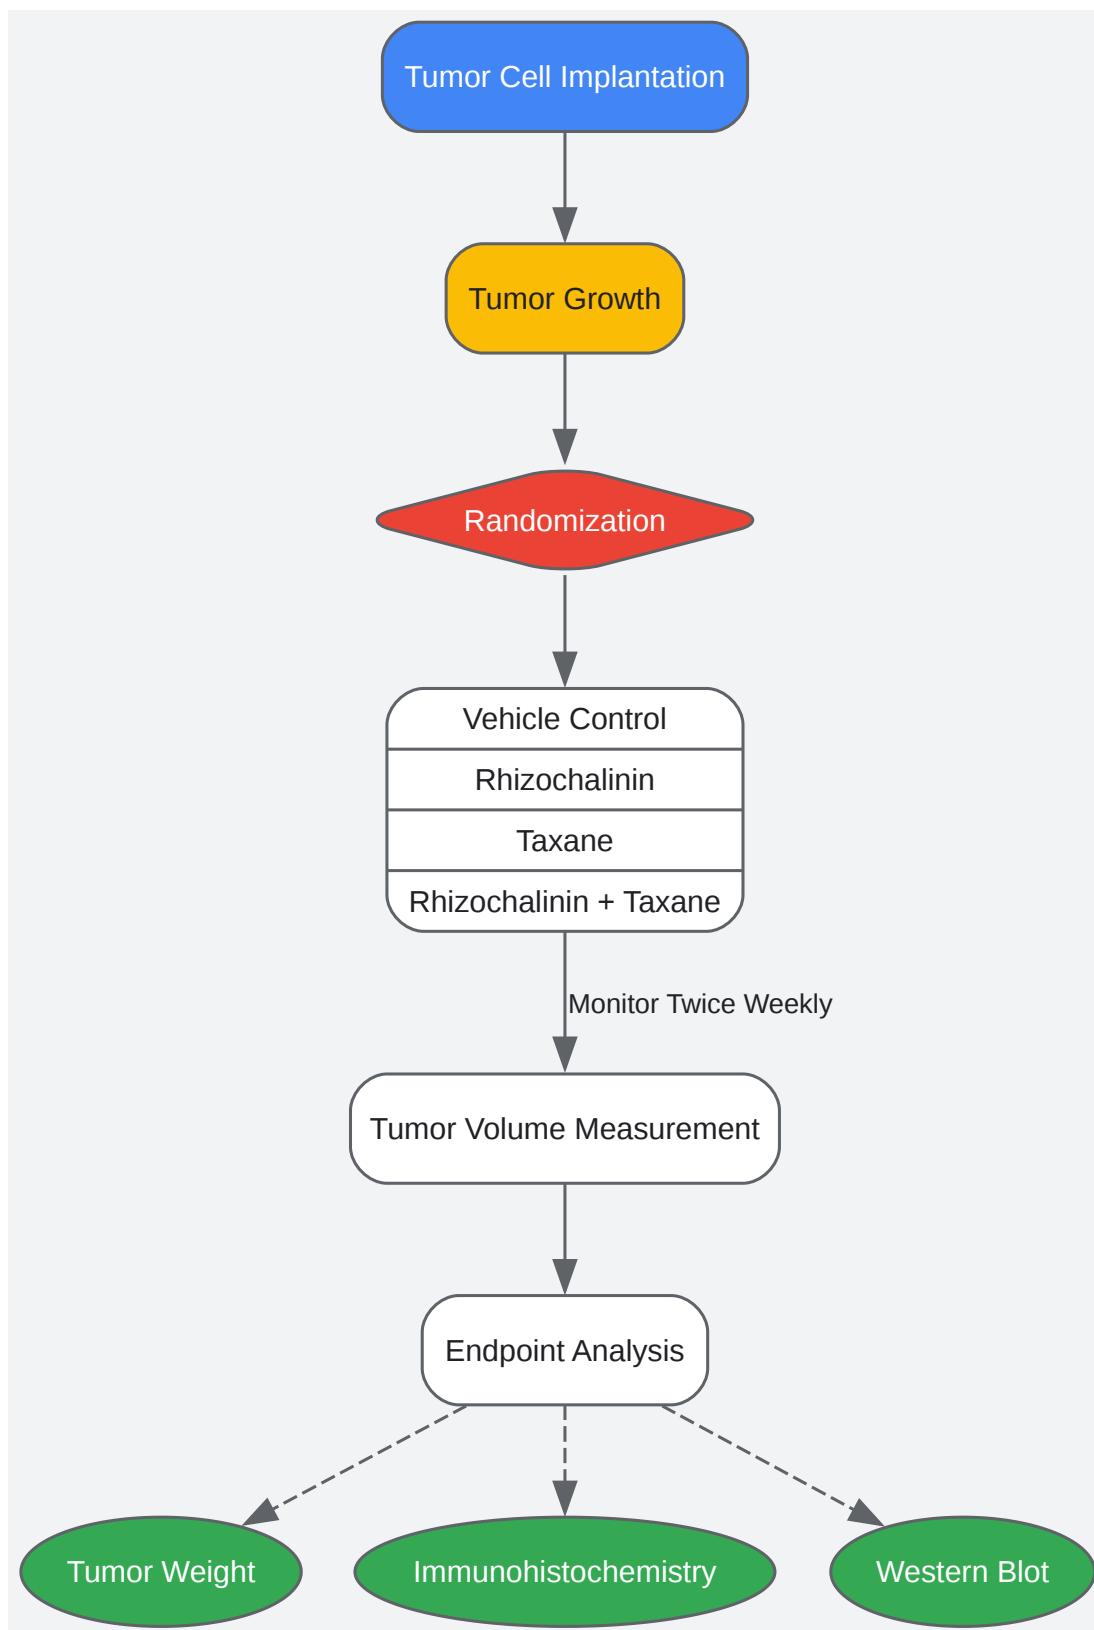 Tumor Cell Implantation
Tumor Growth
Randomization
Vehicle Control
Rhizochalinin
Taxane
Rhizochalinin + Taxane
Monitor Twice Weekly
Tumor Volume Measurement
Endpoint Analysis
Tumor Weight
Immunohistochemistry
Western Blot